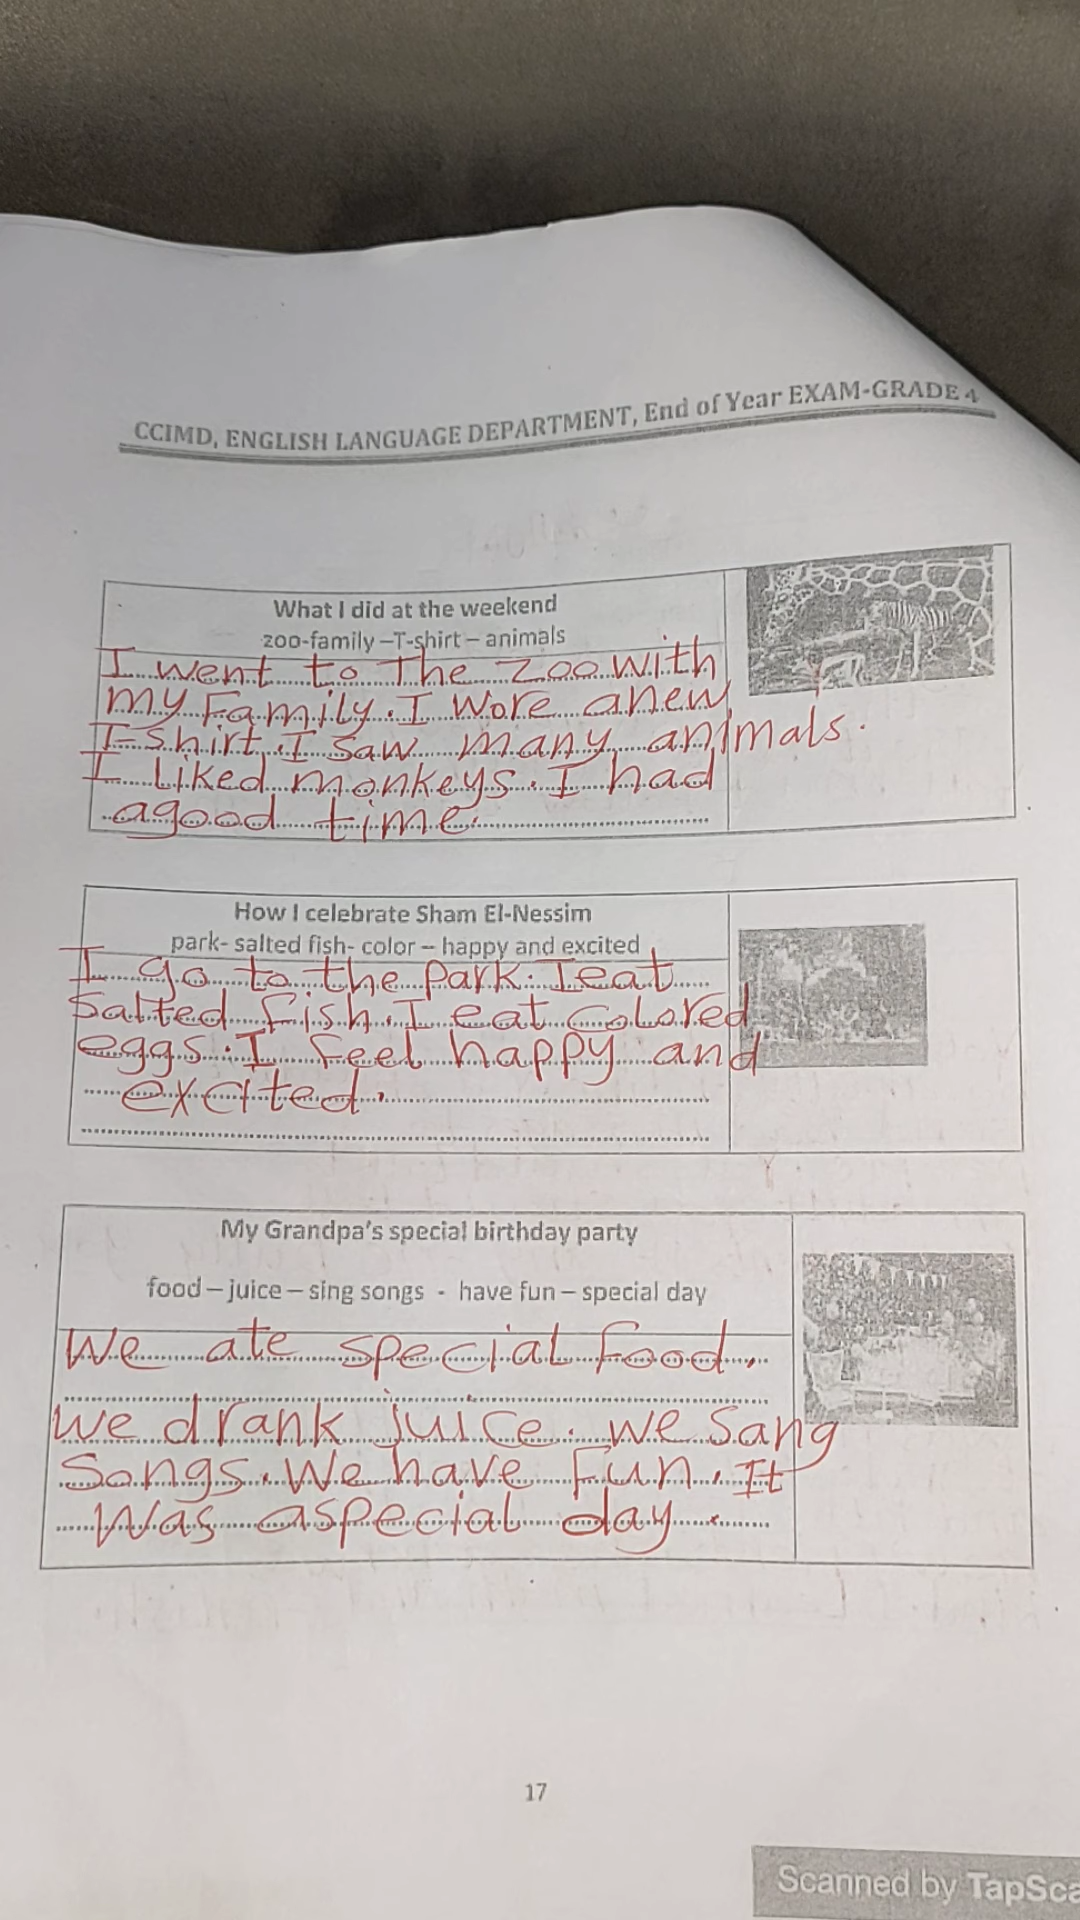 CCIMD, ENGLISH LANGUAGE DEPARTMENT, End of Year EXAM-GRADE 4
What I did at the weekend
zoo-family –T-shirt – animals
I went to The zoo with
my Family. I wore anew
T-shirt. I saw many animals.
I Liked monkeys. I had
agood time.
How I celebrate Sham El-Nessim
park- salted fish- color – happy and excited
I go to the park. I eat
Salted fish. I eat colored
eggs. I feel happy and
excited.
My Grandpa's special birthday party
food – juice – sing songs - have fun – special day
We ate special food.
we drank juice. we sang
Songs. We have Fun. It
was aspecial day.
17
Scanned by TapSca